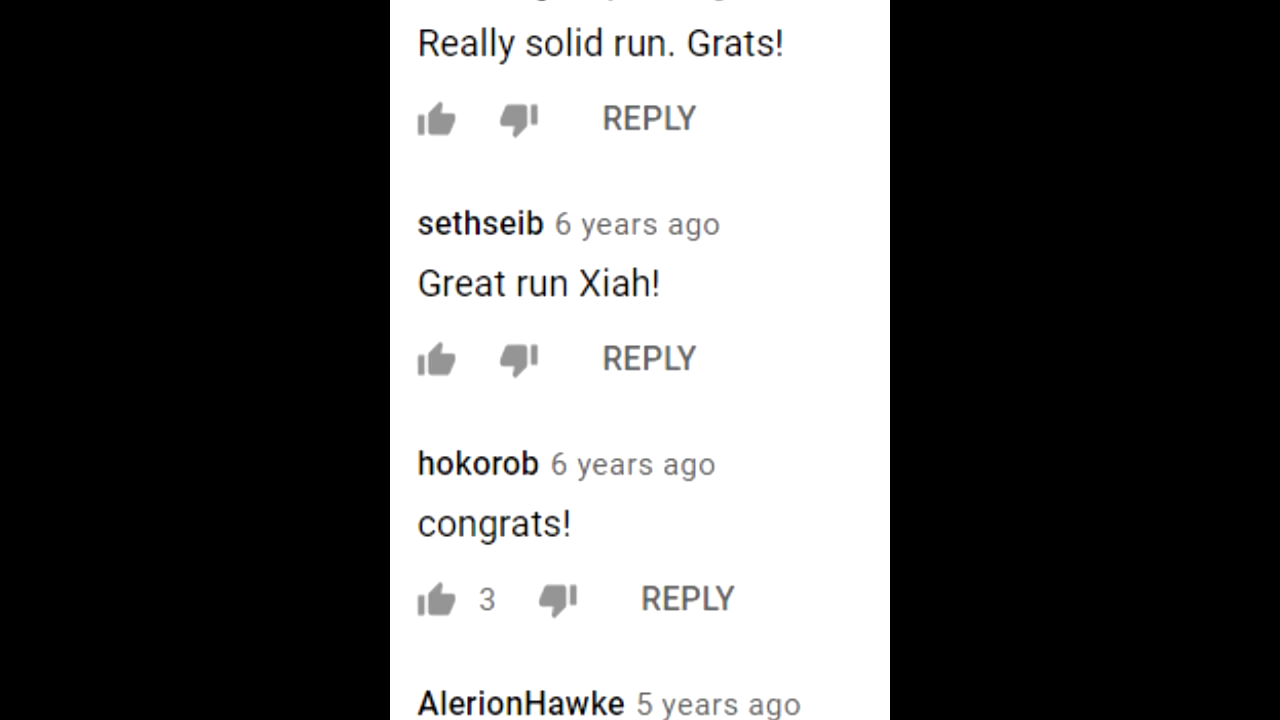 Really solid run. Grats!
REPLY
sethseib 6 years ago
Great run Xiah!
REPLY
hokorob 6 years ago
congrats!
3 REPLY
AlerionHawke 5 years ago